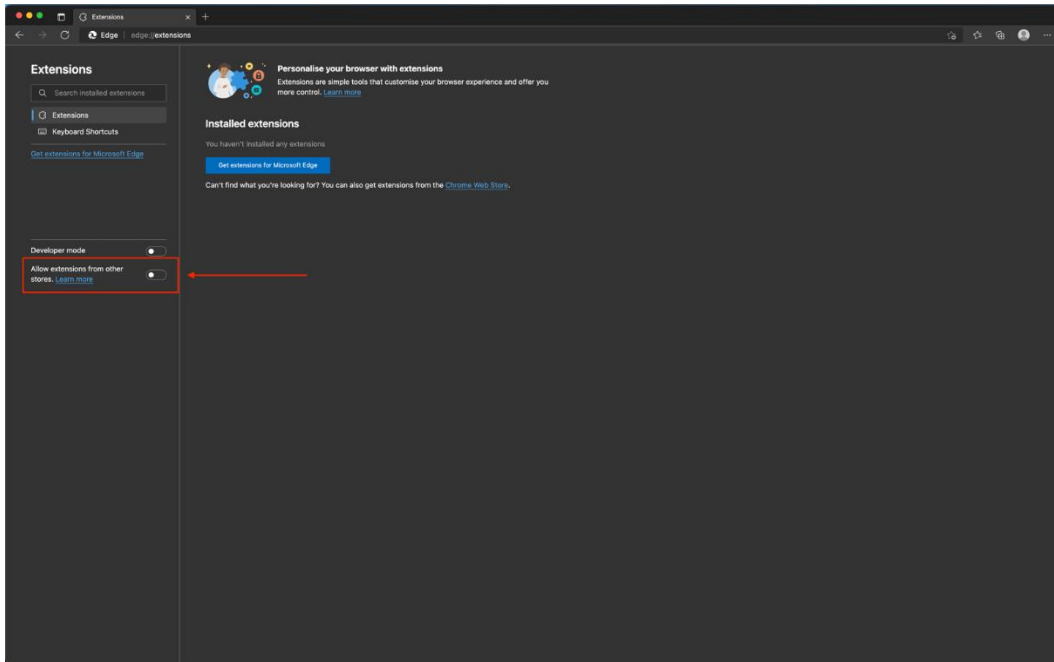 Extensions
Edge
edge://extensions
Extensions
Search installed extensions
Extensions
Keyboard Shortcuts
Get extensions for Microsoft Edge
Developer mode
Allow extensions from other
stores. Learn more
Personalise your browser with extensions
Extensions are simple tools that customise your browser experience and offer you
more control. Learn more
Installed extensions
You haven't installed any extensions
Get extensions for Microsoft Edge
Can't find what you're looking for? You can also get extensions from the Chrome Web Store.